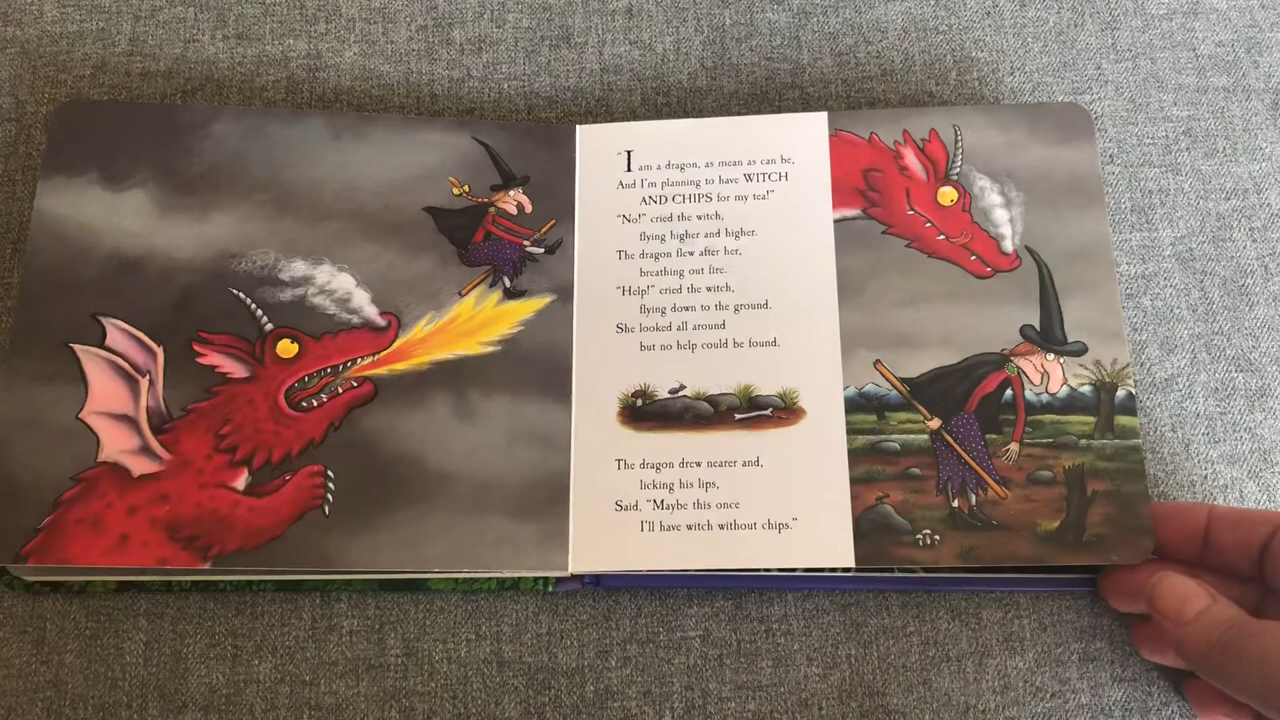 "I am a dragon, as mean as can be,
And I'm planning to have WITCH
AND CHIPS for my tea!"
"No!" cried the witch,
flying higher and higher.
The dragon flew after her,
breathing out fire.
"Help!" cried the witch,
flying down to the ground.
She looked all around
but no help could be found.
The dragon drew nearer and,
licking his lips,
Said, "Maybe this once
I'll have witch without chips."